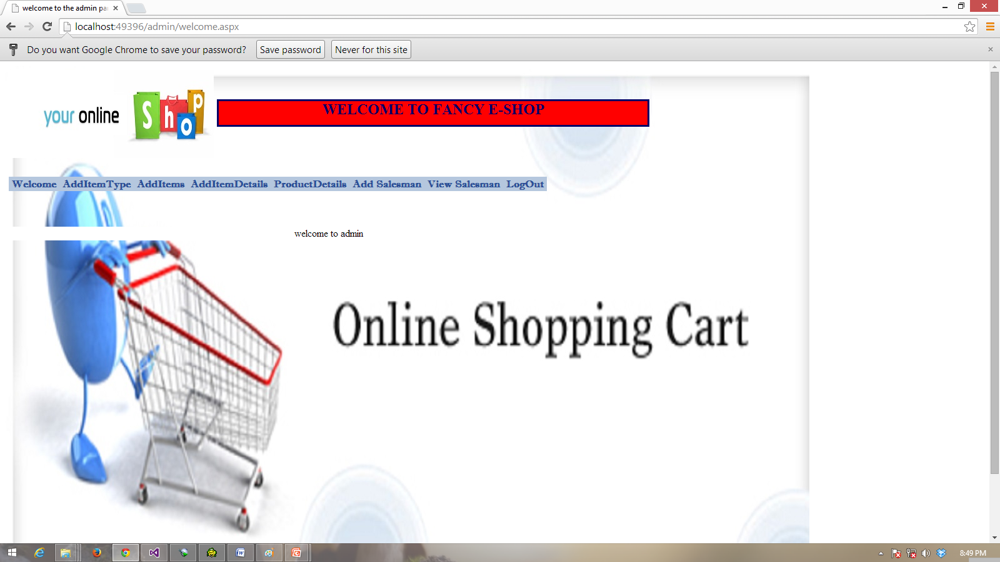 welcome to the admin pa
localhost:49396/admin/welcome.aspx
Do you want Google Chrome to save your password? Save password Never for this site
your online Shop
WELCOME TO FANCY E-SHOP
Welcome AddItemType AddItems AddItemDetails ProductDetails Add Salesman View Salesman LogOut
welcome to admin
Online Shopping Cart
8:49 PM